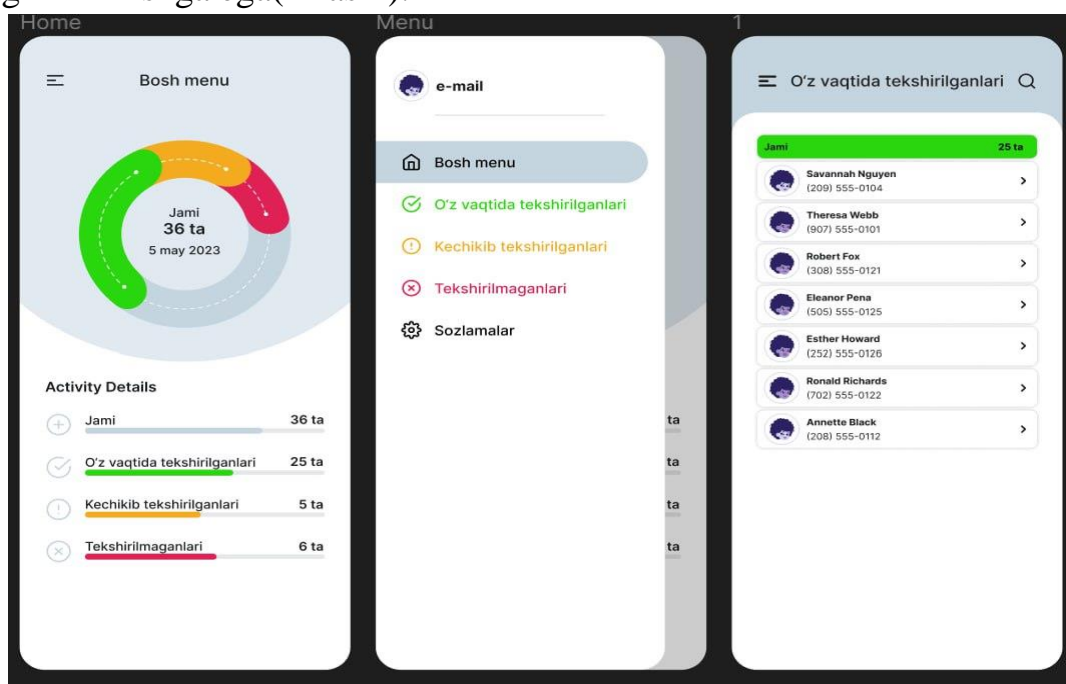 Home
Bosh menu
Jami
36 ta
5 may 2023
Activity Details
Jami 36 ta
O'z vaqtida tekshirilganlari 25 ta
Kechikib tekshirilganlari 5 ta
Tekshirilmaganlari 6 ta
Menu
e-mail
Bosh menu
O'z vaqtida tekshirilganlari
Kechikib tekshirilganlari
Tekshirilmaganlari
Sozlamalar
ta
ta
ta
ta
1
O'z vaqtida tekshirilganlari
Jami 25 ta
Savannah Nguyen
(209) 555-0104
Theresa Webb
(907) 555-0101
Robert Fox
(308) 555-0121
Eleanor Pena
(505) 555-0125
Esther Howard
(252) 555-0126
Ronald Richards
(702) 555-0122
Annette Black
(208) 555-0112